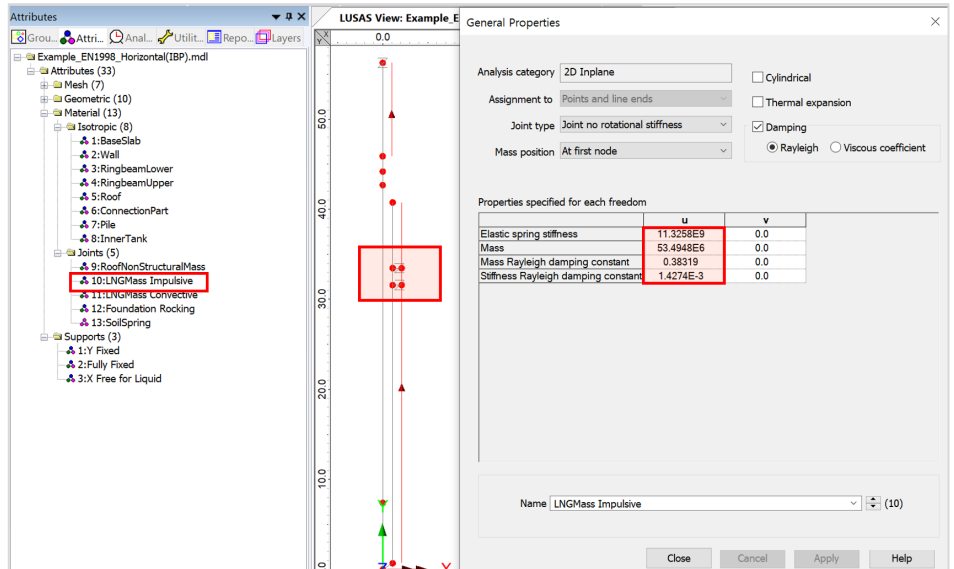 Attributes
Grou... Attri... Anal... Utilit... Repo... Layers
Example_EN1998_Horizontal(IBP).mdl
Attributes (33)
Mesh (7)
Geometric (10)
Material (13)
Isotropic (8)
1:BaseSlab
2:Wall
3:RingbeamLower
4:RingbeamUpper
5:Roof
6:ConnectionPart
7:Pile
8:InnerTank
Joints (5)
9:RoofNonStructuralMass
10:LNGMass Impulsive
11:LNGMass Convective
12:Foundation Rocking
13:SoilSpring
Supports (3)
1:Y Fixed
2:Fully Fixed
3:X Free for Liquid
LUSAS View: Example_E
X
Y
0.0
50.0
40.0
30.0
20.0
10.0
0
Y
Z
X
General Properties
Analysis category 2D Inplane
Assignment to Points and line ends
Joint type Joint no rotational stiffness
Mass position At first node
Cylindrical
Thermal expansion
Damping
Rayleigh Viscous coefficient
Properties specified for each freedom
u v
Elastic spring stiffness 11.3258E9 0.0
Mass 53.4948E6 0.0
Mass Rayleigh damping constant 0.38319 0.0
Stiffness Rayleigh damping constant 1.4274E-3 0.0
Name LNGMass Impulsive (10)
Close Cancel Apply Help